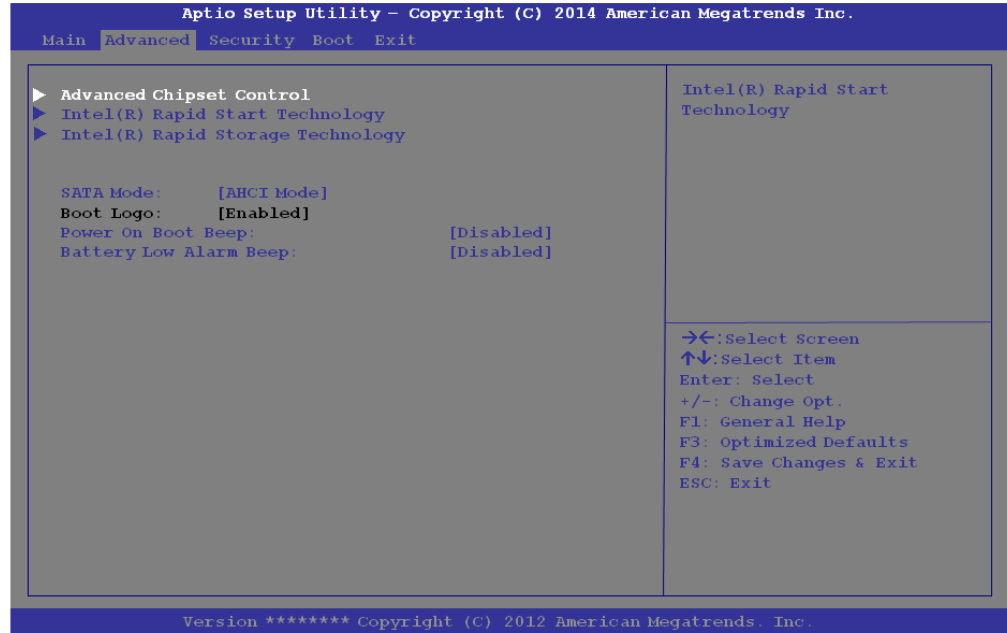 Aptio Setup Utility – Copyright (C) 2014 American Megatrends Inc.
Main Advanced Security Boot Exit
Advanced Chipset Control
Intel(R) Rapid Start Technology
Intel(R) Rapid Storage Technology
SATA Mode: [AHCI Mode]
Boot Logo: [Enabled]
Power On Boot Beep: [Disabled]
Battery Low Alarm Beep: [Disabled]
Intel(R) Rapid Start
Technology
→←:Select Screen
↑↓:Select Item
Enter: Select
+/-: Change Opt.
F1: General Help
F3: Optimized Defaults
F4: Save Changes & Exit
ESC: Exit
Version ******** Copyright (C) 2012 American Megatrends. Inc.